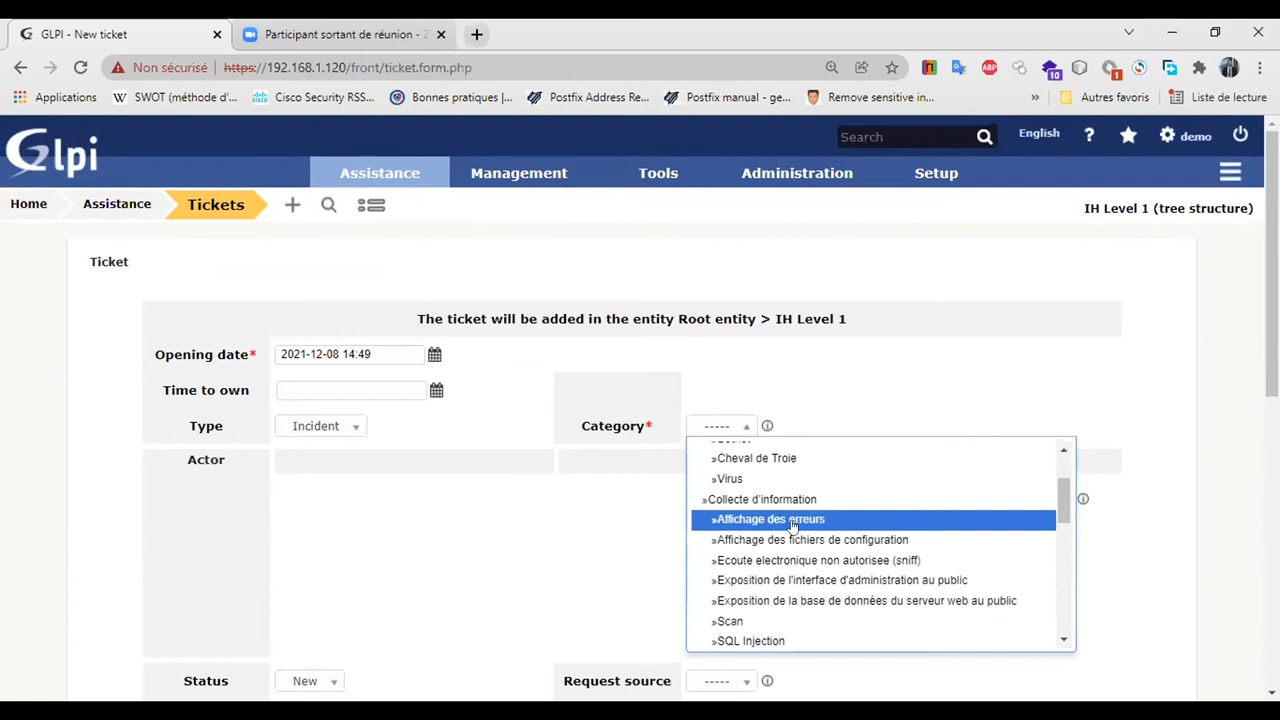 GLPI - New ticket
Participant sortant de réunion - Z
Non sécurisé
https://192.168.1.120/front/ticket.form.php
10
1
Applications
SWOT (méthode d'...
Cisco Security RSS...
Bonnes pratiques |...
Postfix Address Re...
Postfix manual - ge...
Remove sensitive in...
»
Autres favoris
Liste de lecture
Glpi
Search
English
?
demo
Assistance
Management
Tools
Administration
Setup
Home
Assistance
Tickets
IH Level 1 (tree structure)
Ticket
The ticket will be added in the entity Root entity > IH Level 1
Opening date*
2021-12-08 14:49
Time to own
Type
Incident
Category*
-----
Actor
»Cheval de Troie
»Virus
»Collecte d'information
»Affichage des erreurs
»Affichage des fichiers de configuration
»Ecoute electronique non autorisee (sniff)
»Exposition de l'interface d'administration au public
»Exposition de la base de données du serveur web au public
»Scan
»SQL Injection
Status
New
Request source
-----